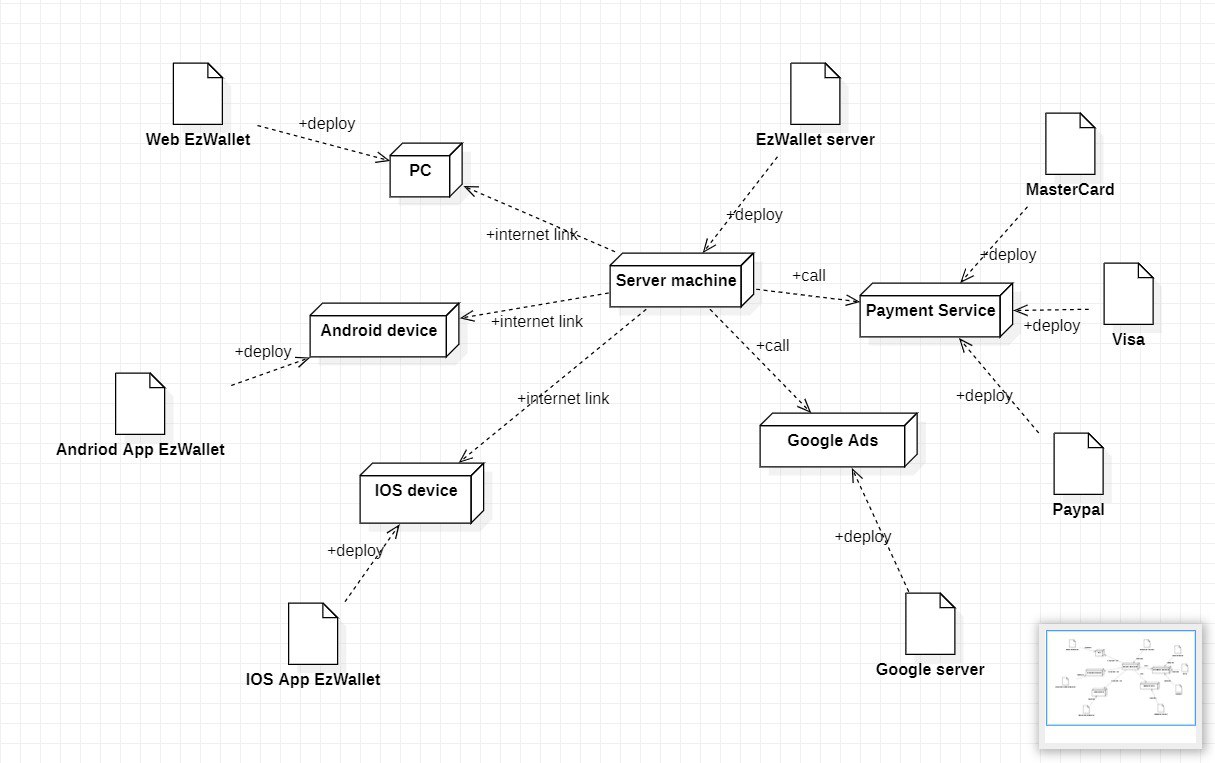 Web EzWallet
+deploy
PC
EzWallet server
+deploy
MasterCard
+deploy
+internet link
Server machine
+call
Payment Service
Visa
+deploy
Android device
+internet link
+deploy
Andriod App EzWallet
+call
+internet link
Google Ads
+deploy
Paypal
IOS device
+deploy
IOS App EzWallet
+deploy
Google server